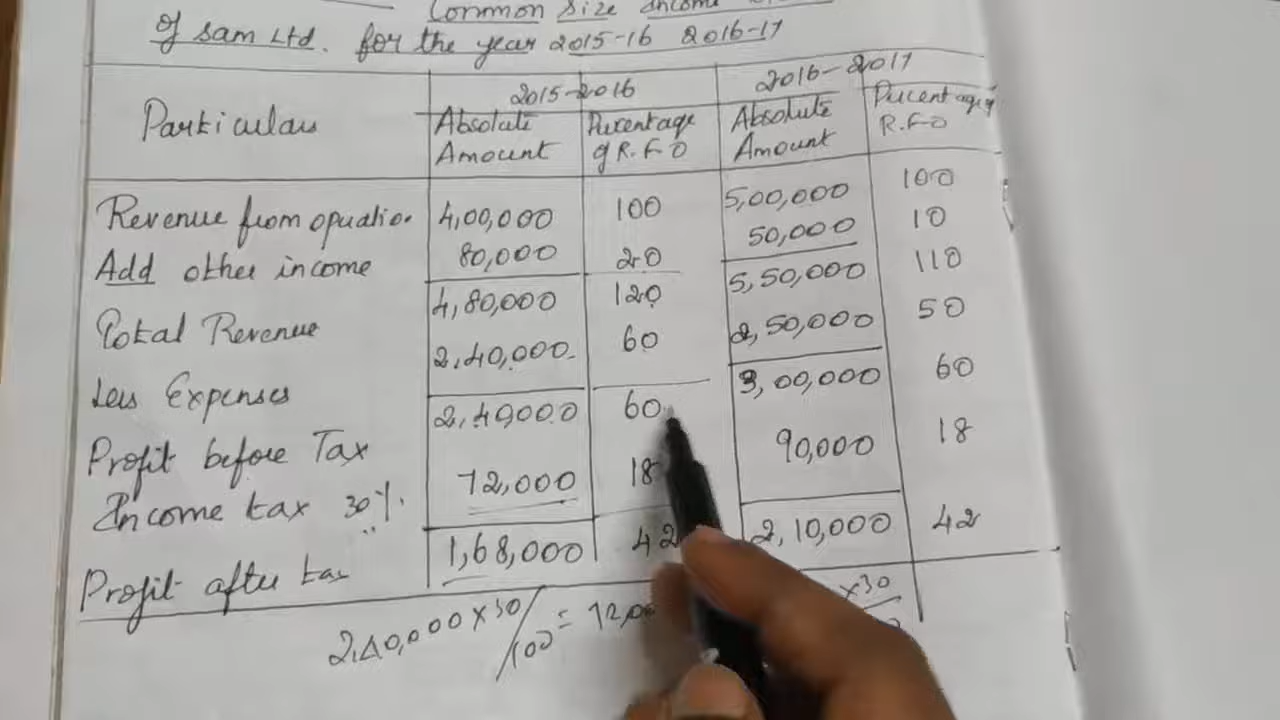 Common Size Income
of Sam Ltd. for the year 2015-16 2016-17
Particulars 2015-2016 2016-2017
Absolute Amount Percentage of R.F.O Absolute Amount Percentage of R.F.O
Revenue from operation 4,00,000 100 5,00,000 100
Add other income 80,000 20 50,000 10
Total Revenue 4,80,000 120 5,50,000 110
Less Expenses 2,40,000 60 2,50,000 50
Profit before Tax 2,40000 60 3,00,000 60
Income tax 30%. 72,000 18 90,000 18
Profit after tax 1,68,000 42 2,10,000 42
2,40,000 x 30/100 = 72,00 x30